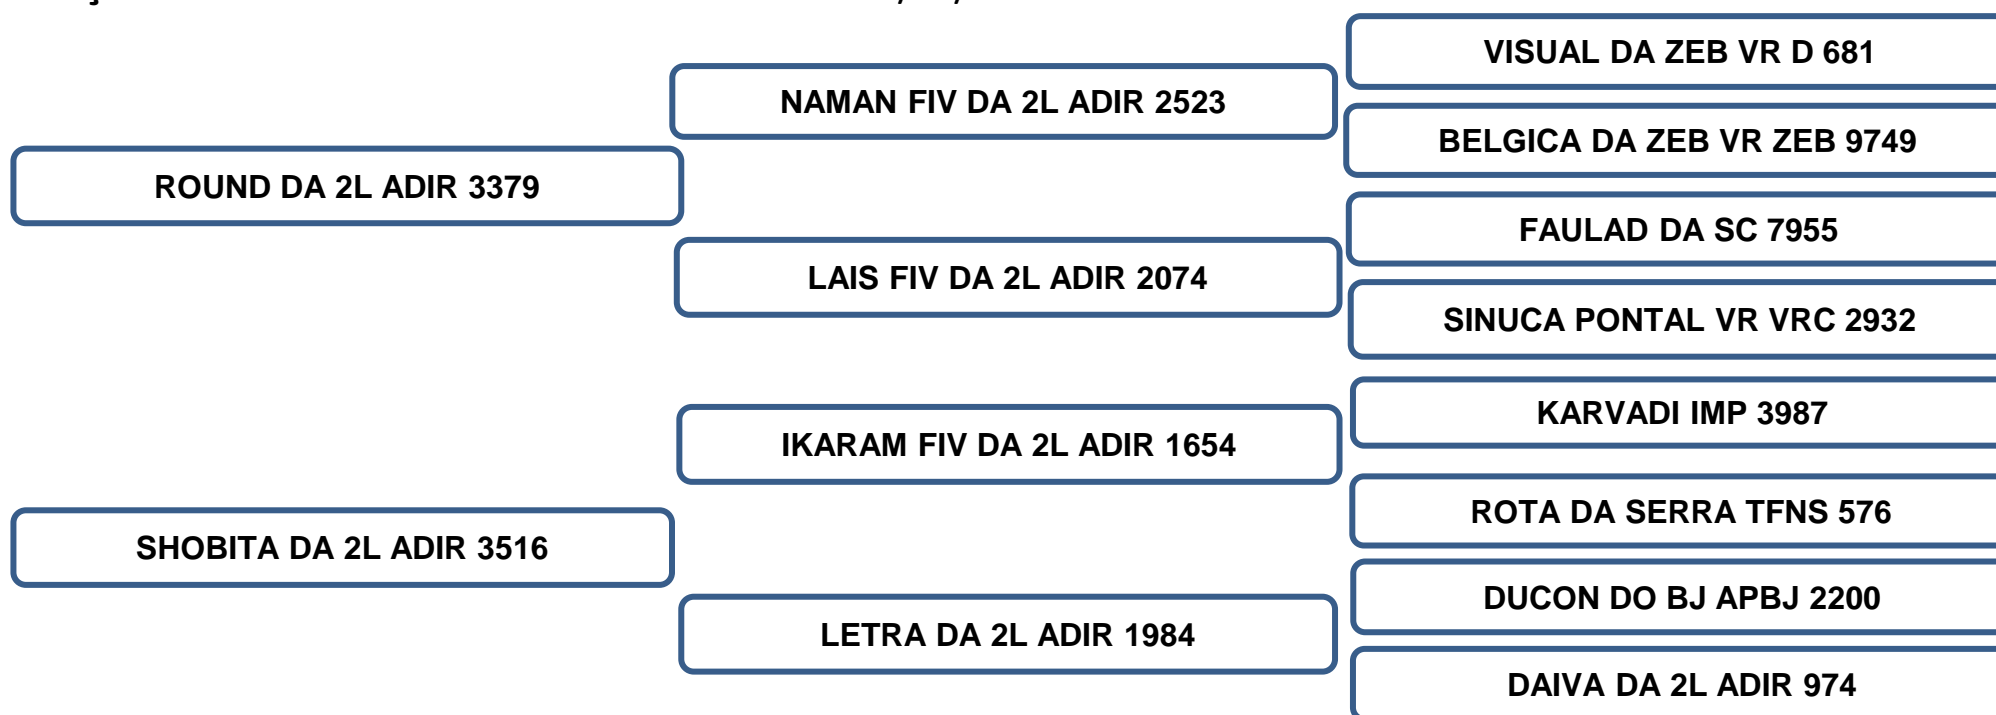 VISUAL DA ZEB VR D 681
NAMAN FIV DA 2L ADIR 2523
BELGICA DA ZEB VR ZEB 9749
ROUND DA 2L ADIR 3379
FAULAD DA SC 7955
LAIS FIV DA 2L ADIR 2074
SINUCA PONTAL VR VRC 2932
KARVADI IMP 3987
IKARAM FIV DA 2L ADIR 1654
ROTA DA SERRA TFNS 576
SHOBITA DA 2L ADIR 3516
DUCON DO BJ APBJ 2200
LETRA DA 2L ADIR 1984
DAIVA DA 2L ADIR 974